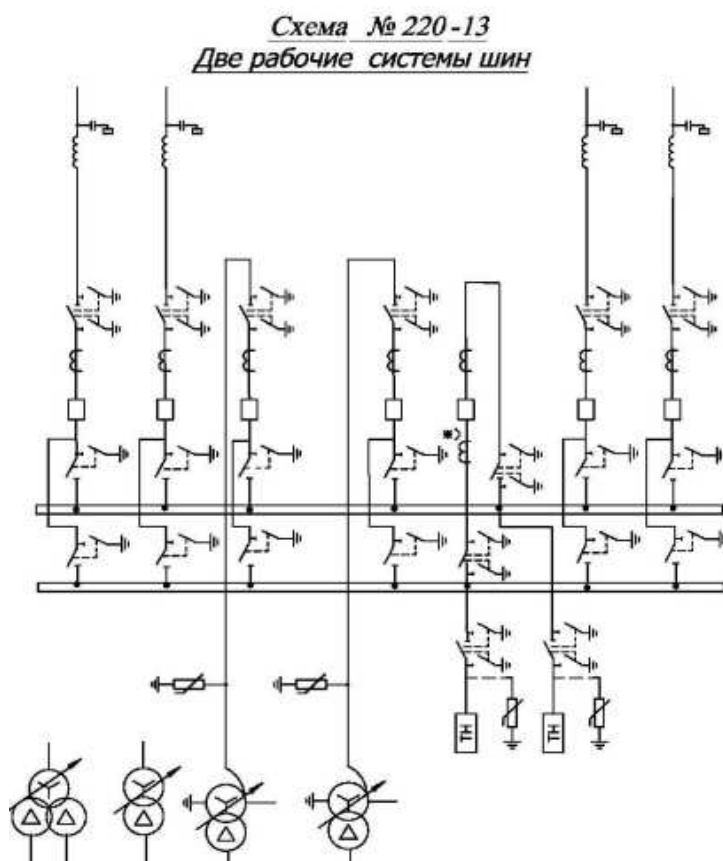 Схема № 220-13
Две рабочие системы шин
*)
ТН ТН